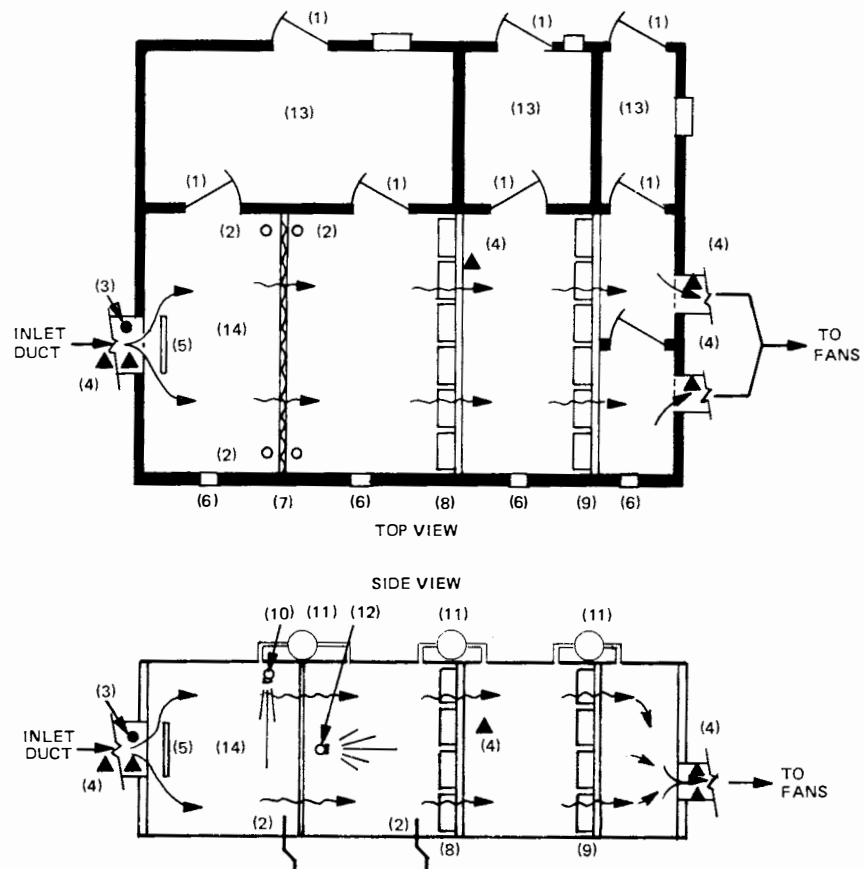 (1) (1) (1)
(13) (13) (13)
(1) (1) (1) (1)
(2) (2) (4) (4)
(3)
INLET
DUCT
(5) (14) (4) TO
FANS
(4)
(2)
(6) (7) (6) (8) (6) (9) (6)
TOP VIEW
SIDE VIEW
(10) (11) (12) (11) (11)
(3)
INLET
DUCT
(5) (14) (4) (4) TO
FANS
(4)
(2) (2) (8) (9)